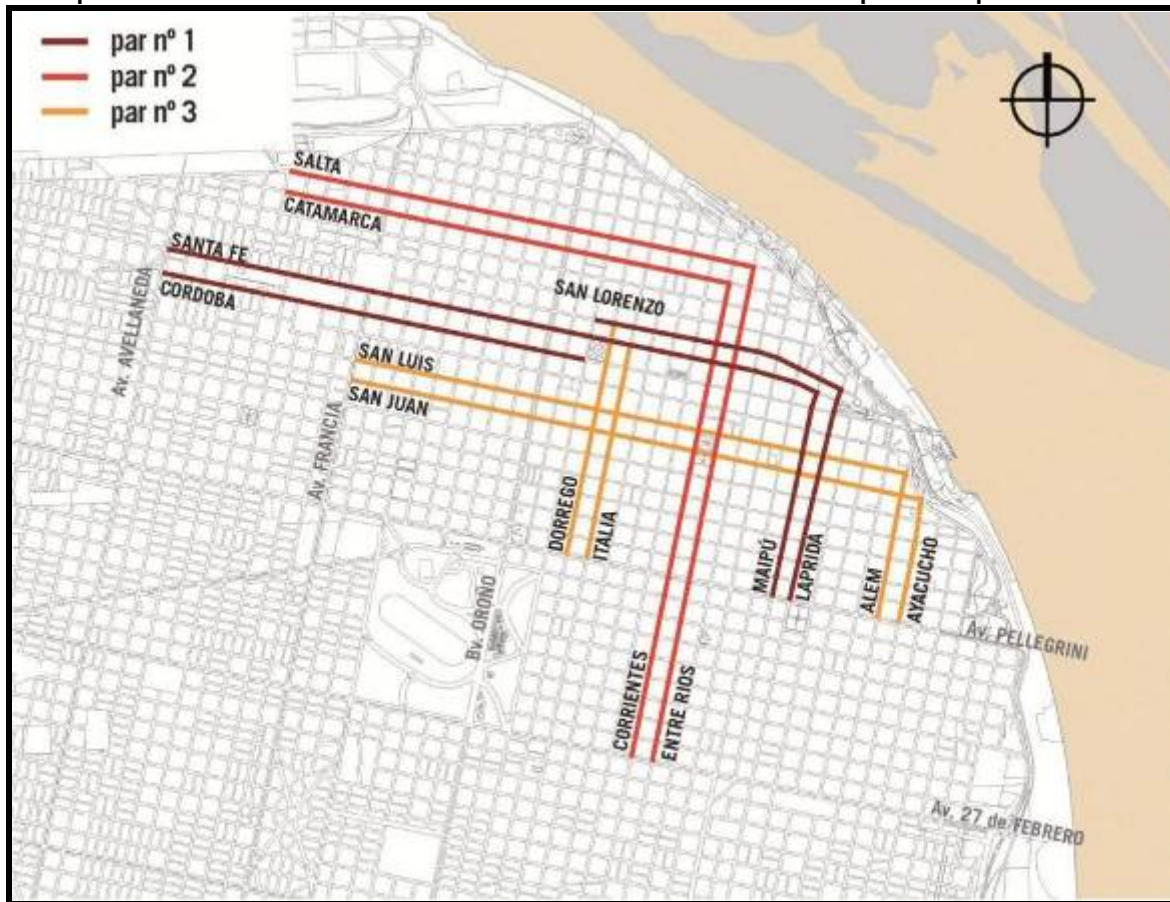 par nº 1
par nº 2
par nº 3
SALTA
CATAMARCA
SANTA FE
CORDOBA
SAN LORENZO
Av. AVELLANEDA
SAN LUIS
SAN JUAN
Av. FRANCIA
DORREGO
ITALIA
MAIPÚ
LAPRIDA
ALEM
AYACUCHO
Bv. OROÑO
Av. PELLEGRINI
CORRIENTES
ENTRE RIOS
Av. 27 de FEBRERO